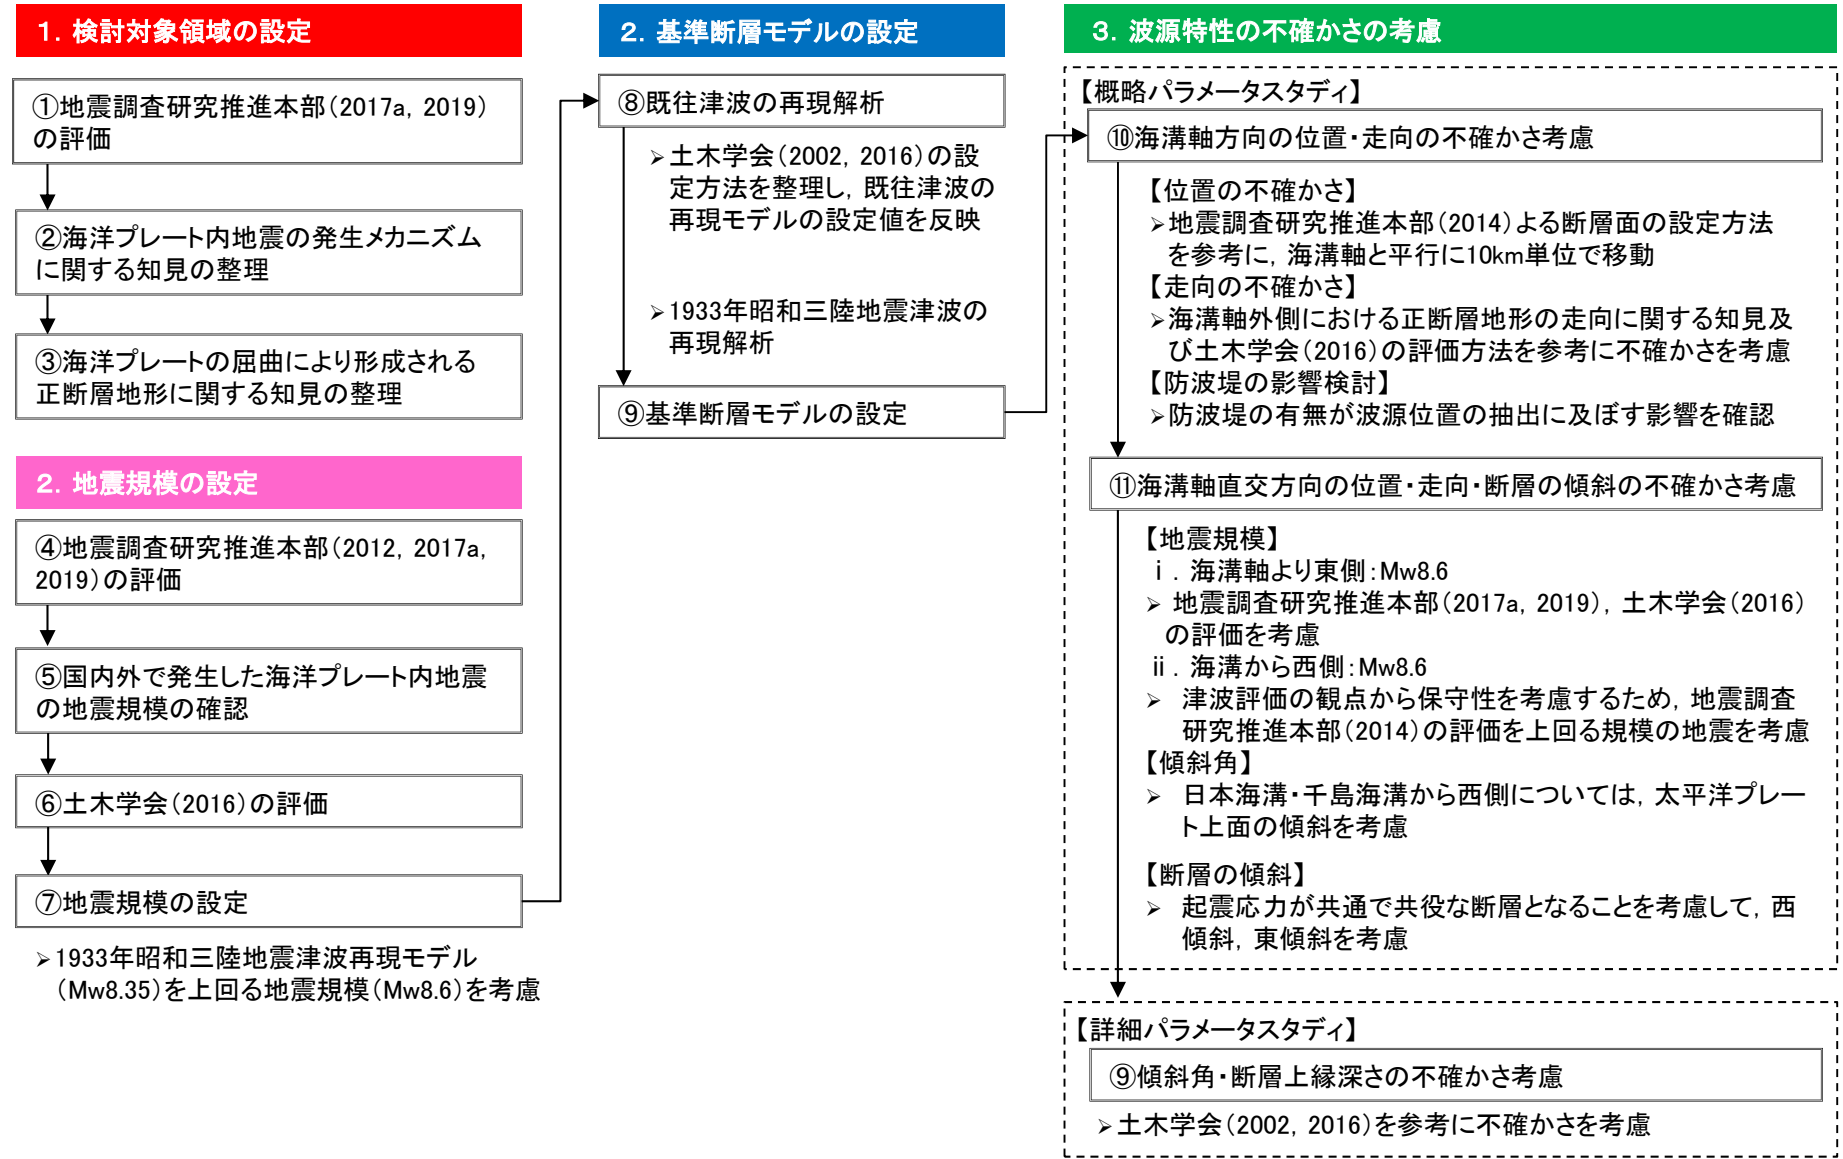 １．検討対象領域の設定
①地震調査研究推進本部（2017a，2019）
の評価
②海洋プレート内地震の発生メカニズム
に関する知見の整理
③海洋プレートの屈曲により形成される
正断層地形に関する知見の整理
２．地震規模の設定
④地震調査研究推進本部（2012，2017a，
2019）の評価
⑤国内外で発生した海洋プレート内地震
の地震規模の確認
⑥土木学会（2016）の評価
⑦地震規模の設定
➢1933年昭和三陸地震津波再現モデル
（Mw8.35）を上回る地震規模（Mw8.6）を考慮
２．基準断層モデルの設定
⑧既往津波の再現解析
➢土木学会（2002，2016）の設
定方法を整理し，既往津波の
再現モデルの設定値を反映
➢1933年昭和三陸地震津波の
再現解析
⑨基準断層モデルの設定
３．波源特性の不確かさの考慮
【概略パラメータスタディ】
⑩海溝軸方向の位置・走向の不確かさ考慮
【位置の不確かさ】
➢地震調査研究推進本部（2014）よる断層面の設定方法
を参考に，海溝軸と平行に10km単位で移動
【走向の不確かさ】
➢海溝軸外側における正断層地形の走向に関する知見及
び土木学会（2016）の評価方法を参考に不確かさを考慮
【防波堤の影響検討】
➢防波堤の有無が波源位置の抽出に及ぼす影響を確認
⑪海溝軸直交方向の位置・走向・断層の傾斜の不確かさ考慮
【地震規模】
ⅰ．海溝軸より東側：Mw8.6
➢ 地震調査研究推進本部（2017a，2019），土木学会（2016）
の評価を考慮
ⅱ．海溝から西側：Mw8.6
➢ 津波評価の観点から保守性を考慮するため，地震調査
研究推進本部（2014）の評価を上回る規模の地震を考慮
【傾斜角】
➢ 日本海溝・千島海溝から西側については，太平洋プレー
ト上面の傾斜を考慮
【断層の傾斜】
➢ 起震応力が共通で共役な断層となることを考慮して，西
傾斜，東傾斜を考慮
【詳細パラメータスタディ】
⑨傾斜角・断層上縁深さの不確かさ考慮
➢土木学会（2002，2016）を参考に不確かさを考慮